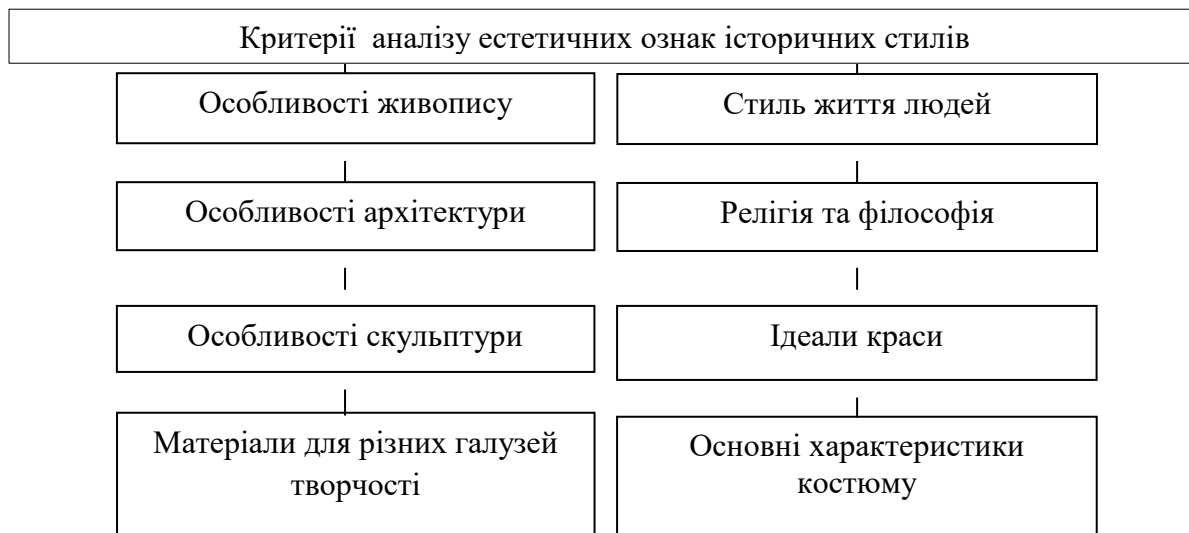 Критерії аналізу естетичних ознак історичних стилів
Особливості живопису
Стиль життя людей
Особливості архітектури
Релігія та філософія
Особливості скульптури
Ідеали краси
Матеріали для різних галузей
творчості
Основні характеристики
костюму